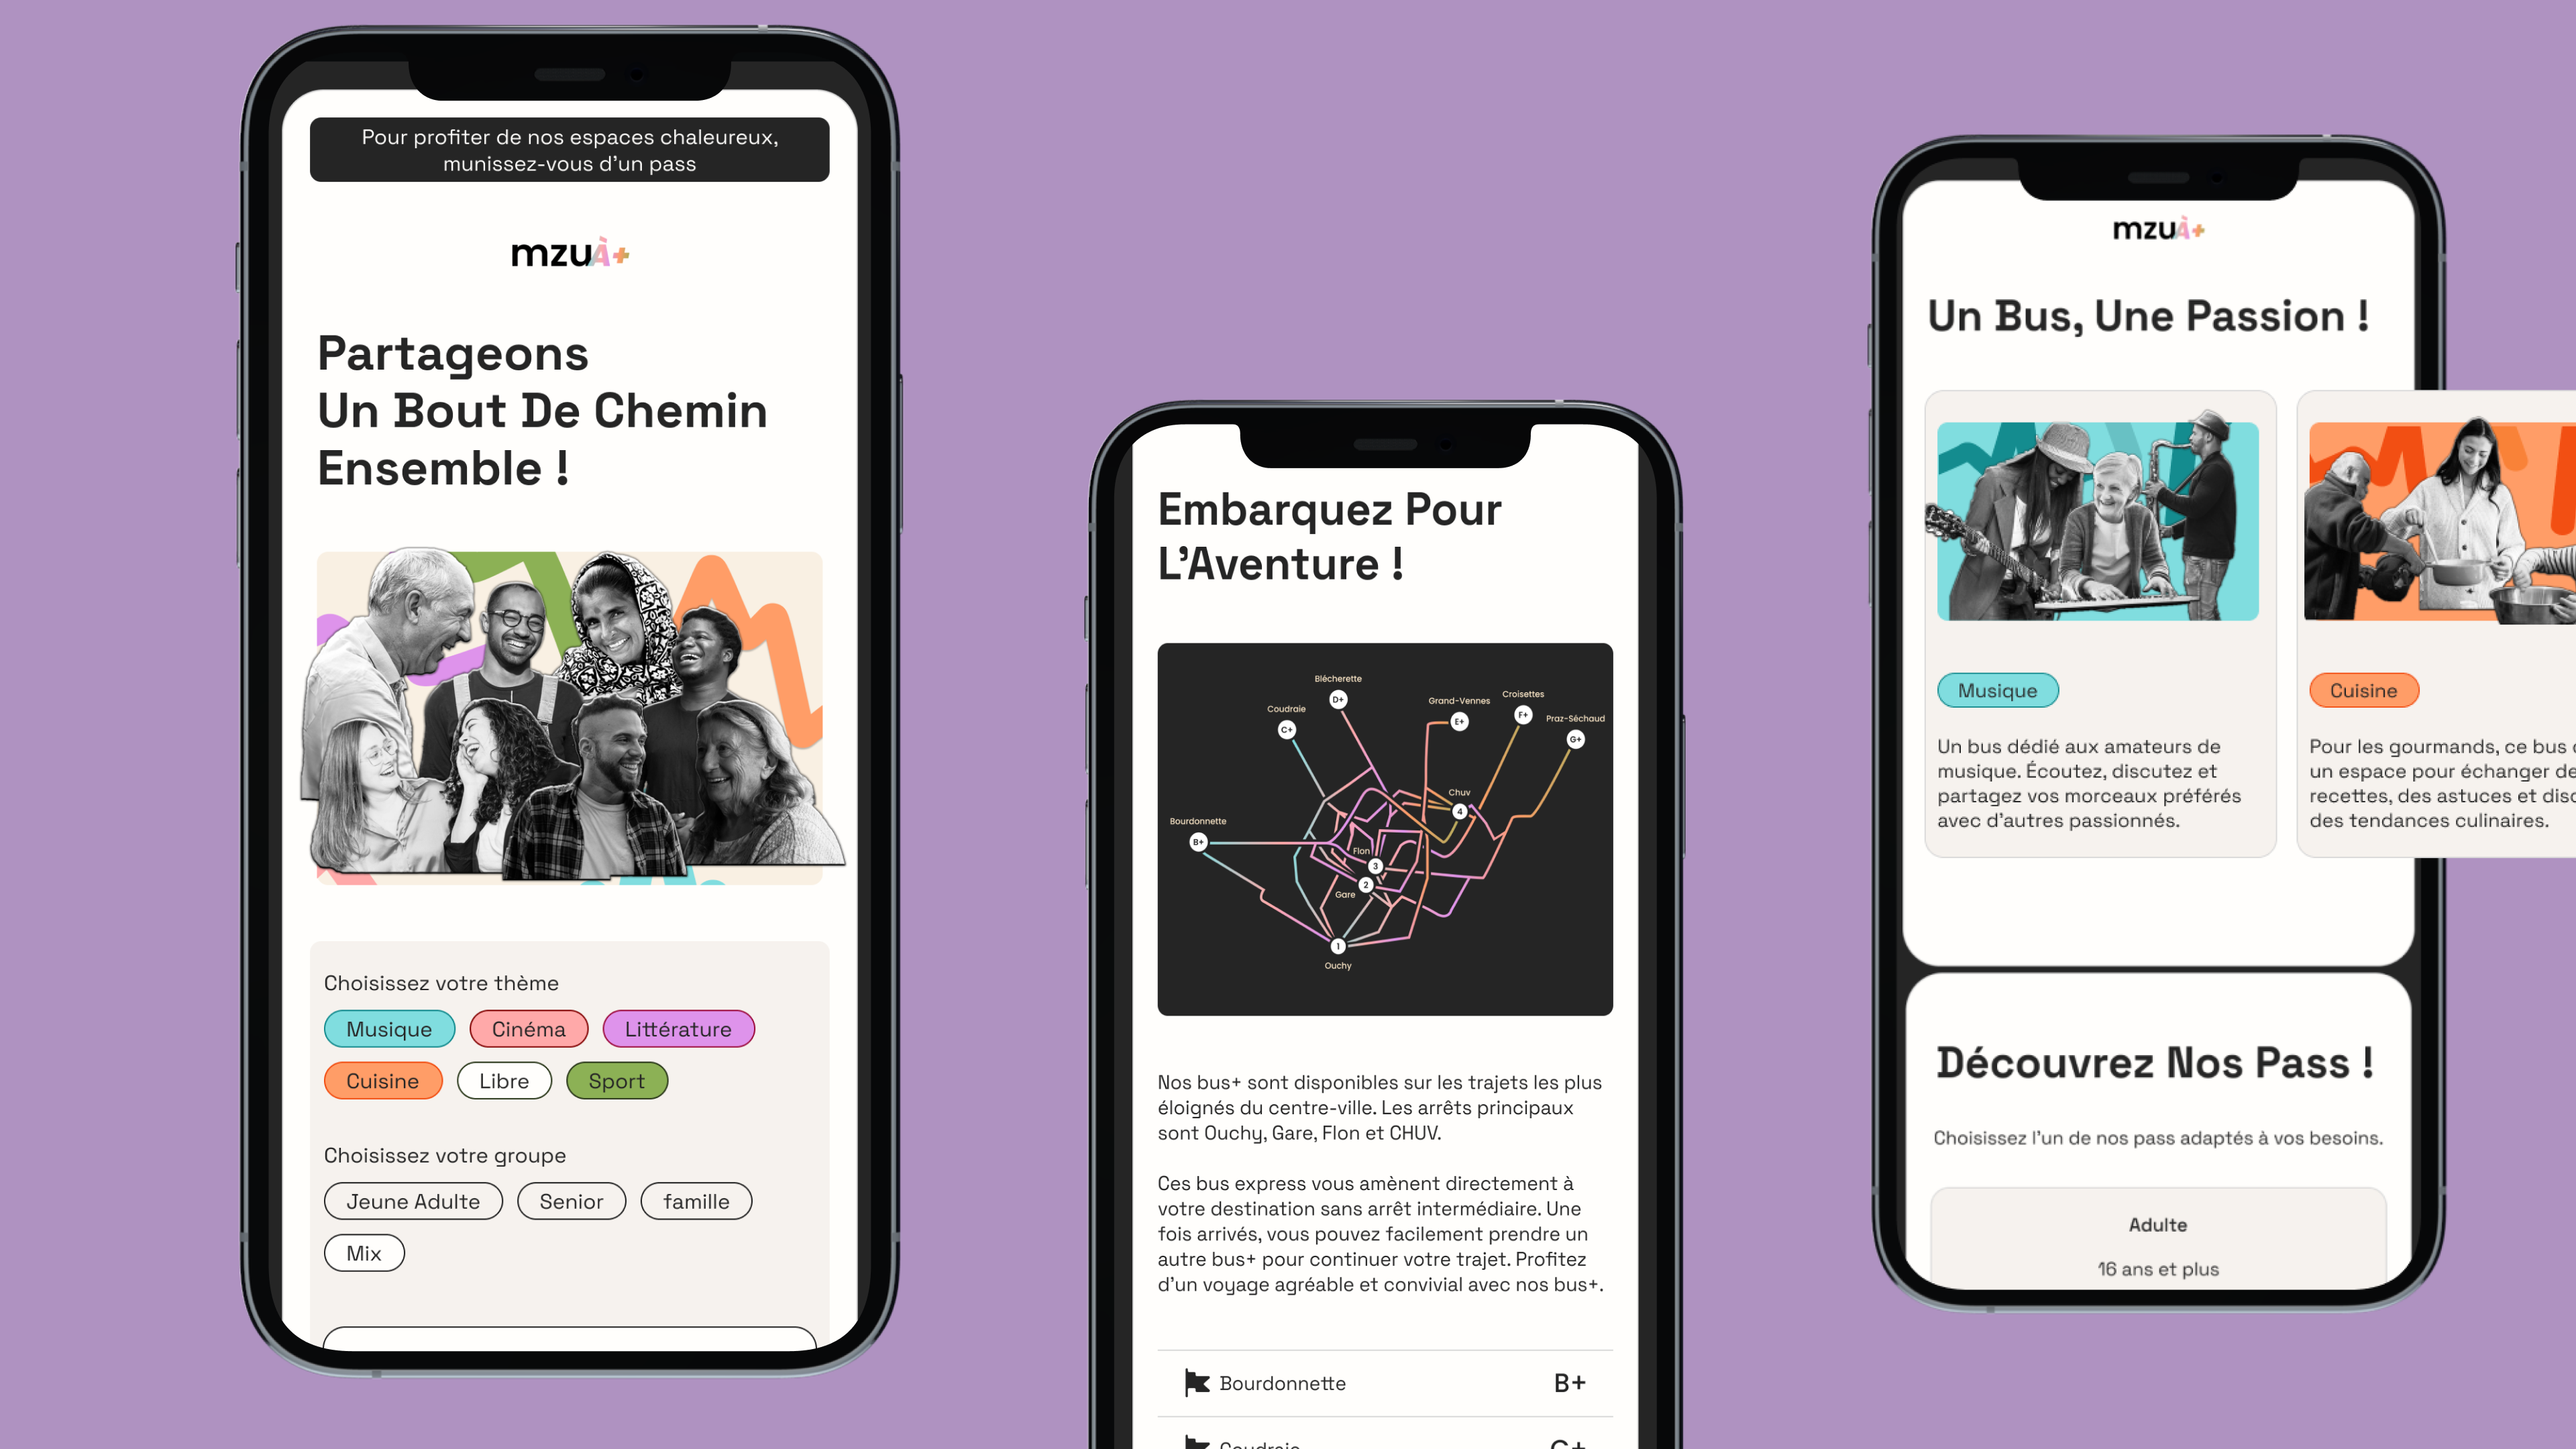 Pour profiter de nos espaces chaleureux,
munissez-vous d'un pass
mzuÀ+
Partageons
Un Bout De Chemin
Ensemble !
Choisissez votre thème
Musique
Cinéma
Littérature
Cuisine
Libre
Sport
Choisissez votre groupe
Jeune Adulte
Senior
famille
Mix
Embarquez Pour
L'Aventure !
Blécherette
D+
Coudraie
C+
Grand-Vennes
E+
Croisettes
F+
Praz-Séchaud
G+
Chuv
4
Bourdonnette
B+
Flon
3
2
Gare
1
Ouchy
Nos bus+ sont disponibles sur les trajets les plus
éloignés du centre-ville. Les arrêts principaux
sont Ouchy, Gare, Flon et CHUV.
Ces bus express vous amènent directement à
votre destination sans arrêt intermédiaire. Une
fois arrivés, vous pouvez facilement prendre un
autre bus+ pour continuer votre trajet. Profitez
d'un voyage agréable et convivial avec nos bus+.
Bourdonnette B+
Coudraie C+
mzuÀ+
Un Bus, Une Passion !
Musique
Un bus dédié aux amateurs de
musique. Écoutez, discutez et
partagez vos morceaux préférés
avec d'autres passionnés.
Cuisine
Pour les gourmands, ce bus
un espace pour échanger de
recettes, des astuces et
des tendances culinaires.
Découvrez Nos Pass !
Choisissez l'un de nos pass adaptés à vos besoins.
Adulte
16 ans et plus